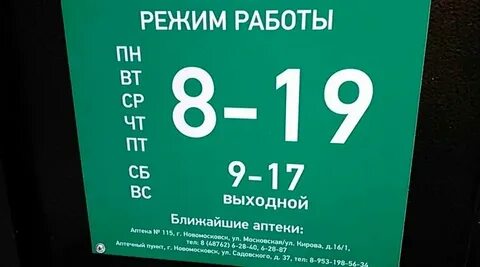 РЕЖИМ РАБОТЫ
ПН
ВТ
СР
ЧТ
ПТ
8-19
СБ
9-17
ВС
ВЫХОДНОЙ
Ближайшие аптеки:
Аптека № 115, г. Новомосковск, ул. Московская/ул. Кирова, д.16/1,
тел: 8 (48762) 6-28-40, 6-28-87
Аптечный пункт, г. Новомосковск, ул. Садовского, д. 37, тел: 8-953-198-56-36